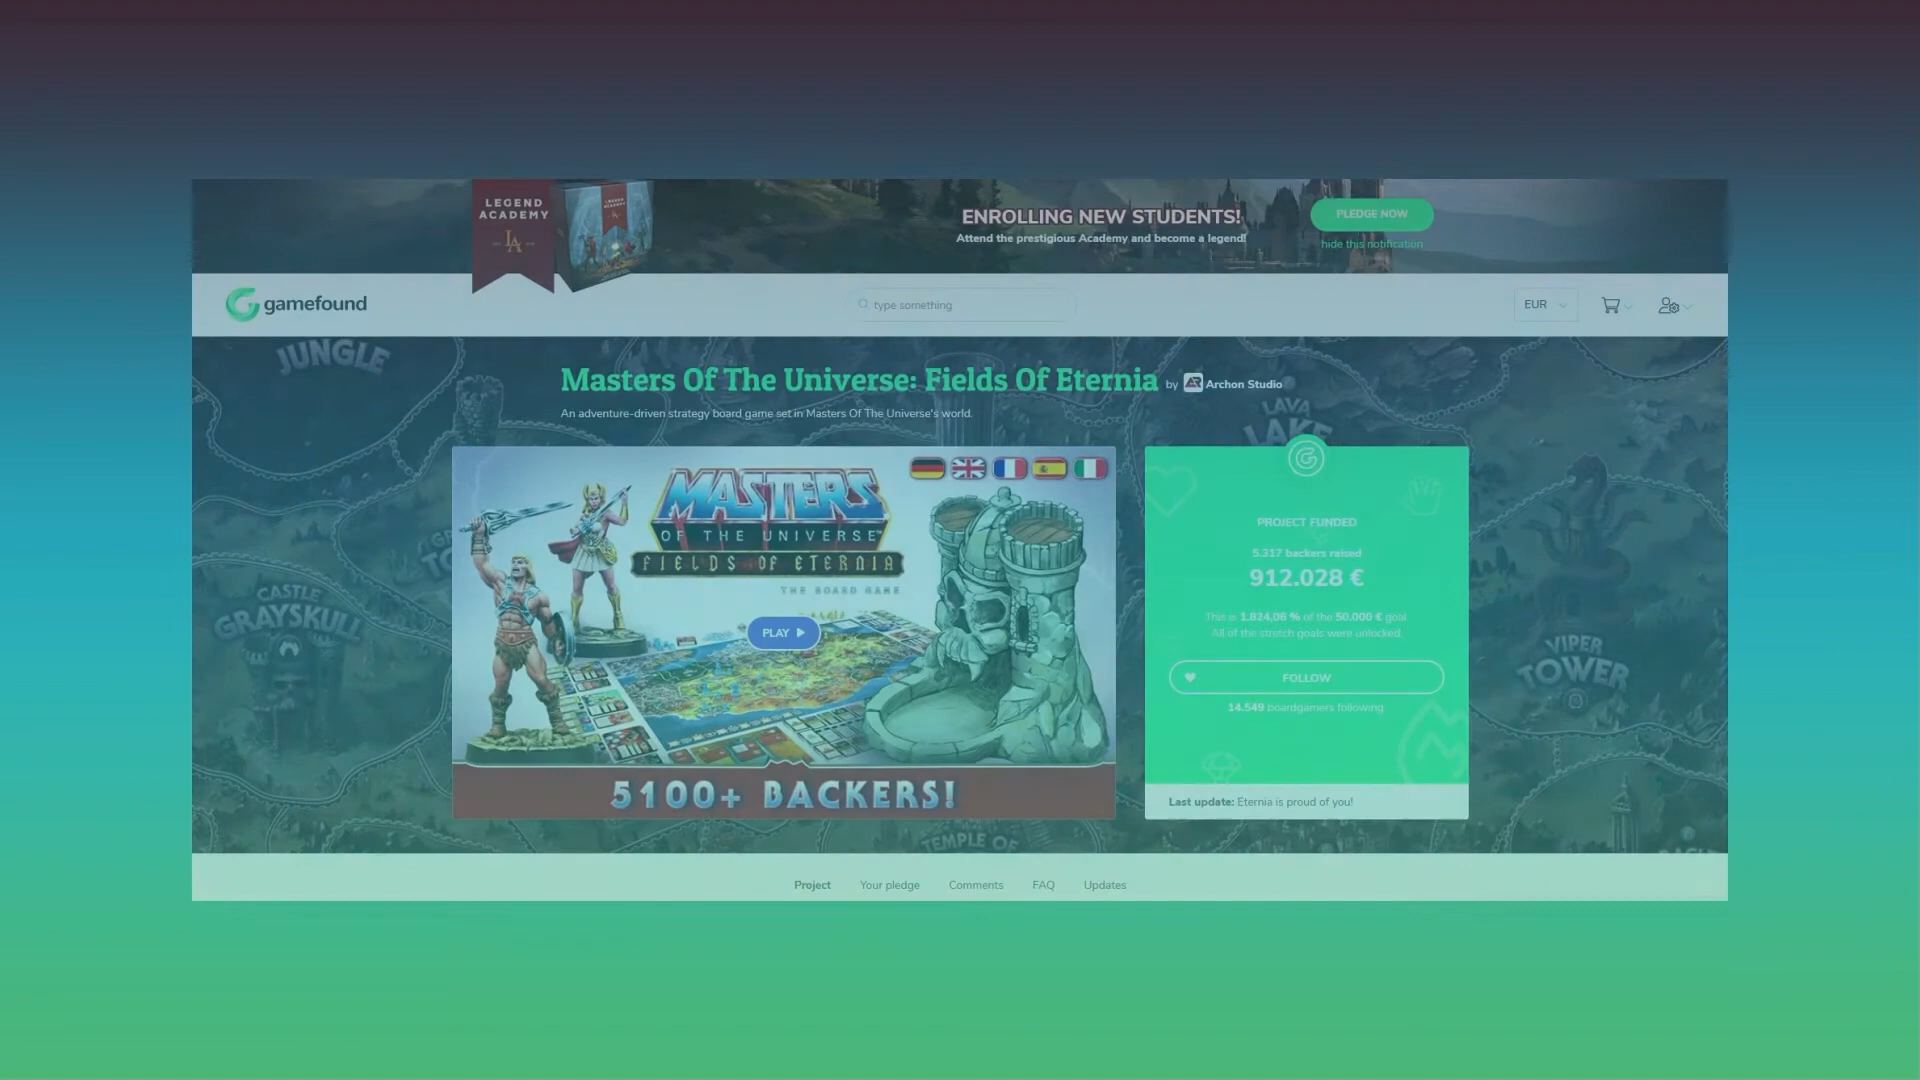 LEGEND
ACADEMY
LA
ENROLLING NEW STUDENTS!
Attend the prestigious Academy and become a legend!
PLEDGE NOW
hide this notification
gamefound
type something
EUR
JUNGLE
Masters Of The Universe: Fields Of Eternia by Archon Studio
An adventure-driven strategy board game set in Masters Of The Universe's world.
LAVA
LAKE
MASTERS
OF THE UNIVERSE
FIELDS OF ETERNIA
THE BOARD GAME
PLAY
5100+ BACKERS!
PROJECT FUNDED
5.317 backers raised
912.028 €
This is 1.824,06 % of the 50.000 € goal
All of the stretch goals were unlocked.
FOLLOW
14.549 boardgamers following
Last update: Eternia is proud of you!
CASTLE
GRAYSKULL
VIPER
TOWER
TEMPLE OF
Project Your pledge Comments FAQ Updates